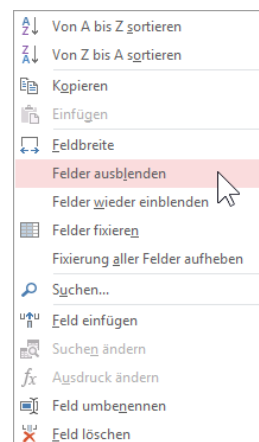 Von A bis Z sortieren
Von Z bis A sortieren
Kopieren
Einfügen
Feldbreite
Felder ausblenden
Felder wieder einblenden
Felder fixieren
Fixierung aller Felder aufheben
Suchen...
Feld einfügen
Suchen ändern
fx Ausdruck ändern
Feld umbenennen
Feld löschen